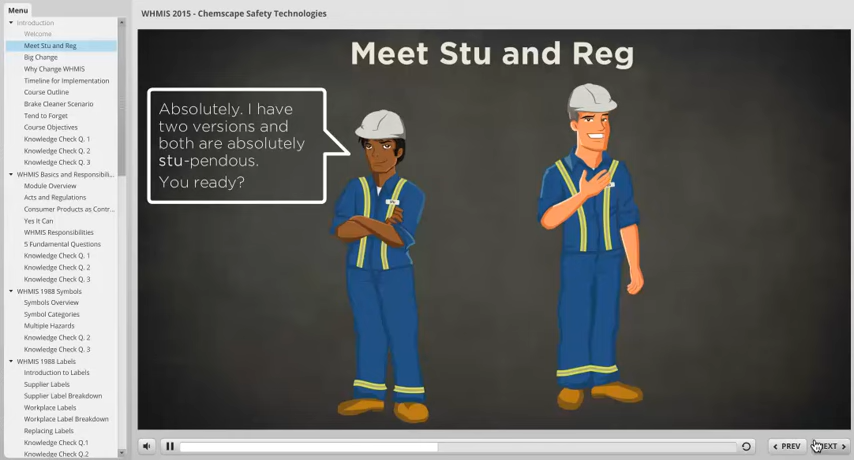 Menu
WHMIS 2015 - Chemscape Safety Technologies
Introduction
Welcome
Meet Stu and Reg
Big Change
Why Change WHMIS
Timeline for Implementation
Course Outline
Brake Cleaner Scenario
Tend to Forget
Course Objectives
Knowledge Check Q. 1
Knowledge Check Q. 2
Knowledge Check Q. 3
WHMIS Basics and Responsibili...
Module Overview
Acts and Regulations
Consumer Products as Contr...
Yes It Can
WHMIS Responsibilities
5 Fundamental Questions
Knowledge Check Q. 1
Knowledge Check Q. 2
Knowledge Check Q. 3
WHMIS 1988 Symbols
Symbols Overview
Symbol Categories
Multiple Hazards
Knowledge Check Q. 2
Knowledge Check Q. 3
WHMIS 1988 Labels
Introduction to Labels
Supplier Labels
Supplier Label Breakdown
Workplace Labels
Workplace Label Breakdown
Replacing Labels
Knowledge Check Q.1
Knowledge Check Q.2
Meet Stu and Reg
Absolutely. I have
two versions and
both are absolutely
stu-pendous.
You ready?
PREV